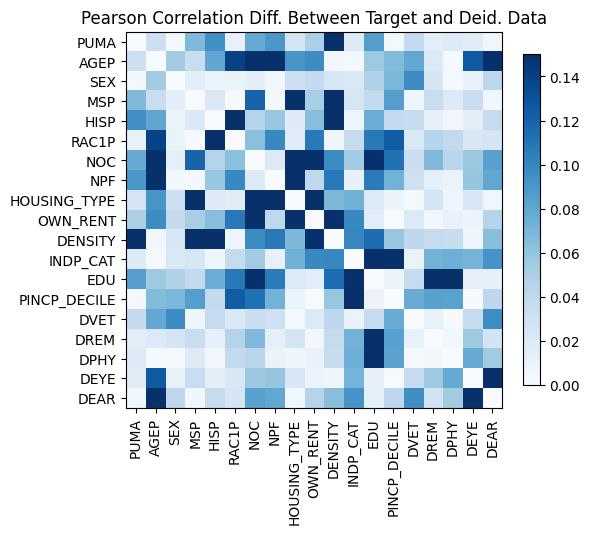 Pearson Correlation Diff. Between Target and Deid. Data
PUMA
AGEP
SEX
MSP
HISP
RAC1P
NOC
NPF
HOUSING_TYPE
OWN_RENT
DENSITY
INDP_CAT
EDU
PINCP_DECILE
DVET
DREM
DPHY
DEYE
DEAR
PUMA
AGEP
SEX
MSP
HISP
RAC1P
NOC
NPF
HOUSING_TYPE
OWN_RENT
DENSITY
INDP_CAT
EDU
PINCP_DECILE
DVET
DREM
DPHY
DEYE
DEAR
0.14
0.12
0.10
0.08
0.06
0.04
0.02
0.00